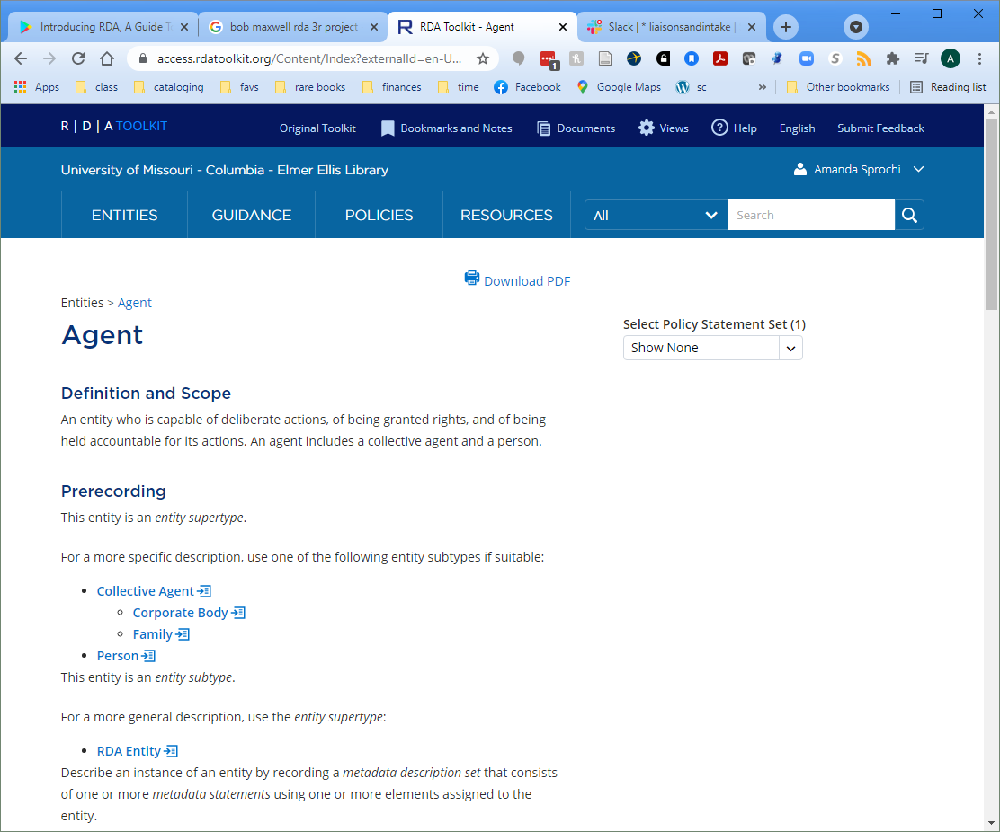 Introducing RDA, A Guide T
bob maxwell rda 3r project
RDA Toolkit - Agent
Slack | * liaisonsandintake |
access.rdatoolkit.org/Content/Index?externalId=en-U...
1
A
Apps
class
cataloging
favs
rare books
finances
time
Facebook
Google Maps
sc
»
Other bookmarks
Reading list
R | D | A TOOLKIT
Original Toolkit
Bookmarks and Notes
Documents
Views
Help
English
Submit Feedback
University of Missouri - Columbia - Elmer Ellis Library
Amanda Sprochi
ENTITIES
GUIDANCE
POLICIES
RESOURCES
All
Search
Download PDF
Entities > Agent
Agent
Select Policy Statement Set (1)
Show None
Definition and Scope
An entity who is capable of deliberate actions, of being granted rights, and of being
held accountable for its actions. An agent includes a collective agent and a person.
Prerecording
This entity is an entity supertype.
For a more specific description, use one of the following entity subtypes if suitable:
Collective Agent
Corporate Body
Family
Person
This entity is an entity subtype.
For a more general description, use the entity supertype:
RDA Entity
Describe an instance of an entity by recording a metadata description set that consists
of one or more metadata statements using one or more elements assigned to the
entity.